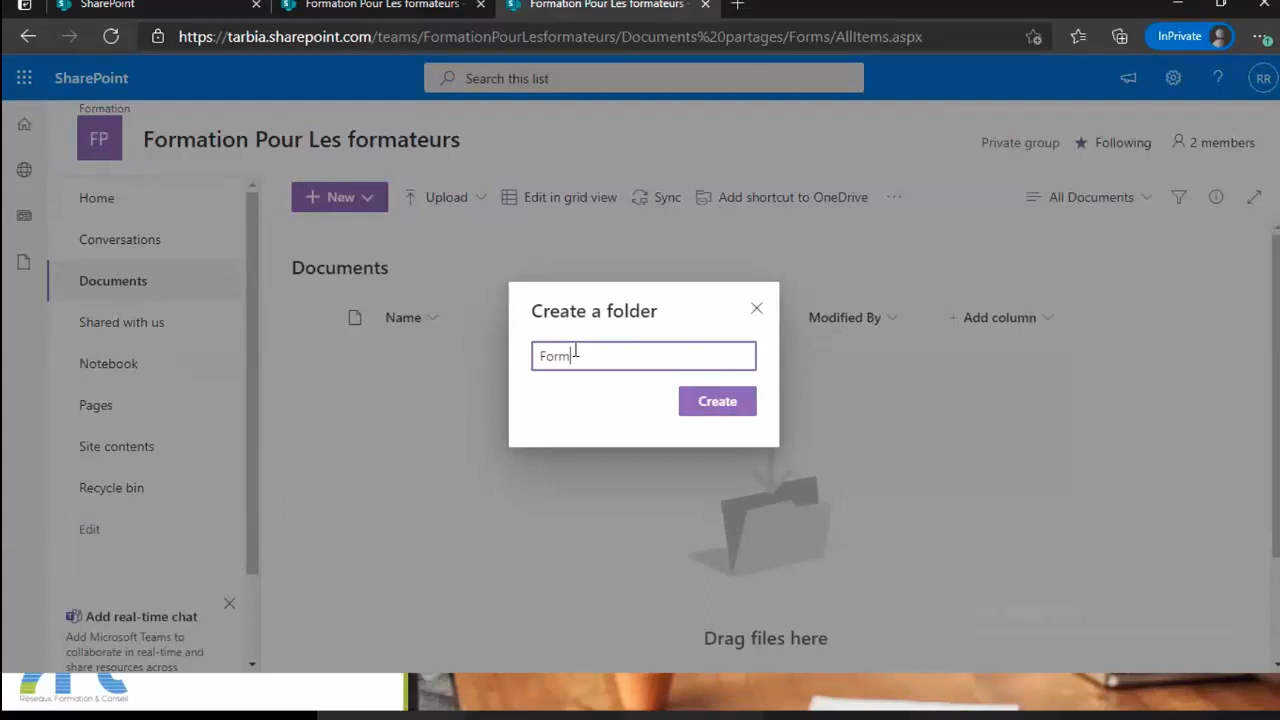 SharePoint
Formation Pour Les formateurs -
Formation Pour Les formateurs -
https://tarbia.sharepoint.com/teams/FormationPourLesformateurs/Documents%20partages/Forms/AllItems.aspx
InPrivate
SharePoint
Search this list
RR
Formation
FP
Formation Pour Les formateurs
Private group
Following
2 members
Home
Conversations
Documents
Shared with us
Notebook
Pages
Site contents
Recycle bin
Edit
Add real-time chat
Add Microsoft Teams to
collaborate in real-time and
share resources across
New
Upload
Edit in grid view
Sync
Add shortcut to OneDrive
All Documents
Documents
Name
Modified By
+ Add column
Create a folder
Form
Create
Drag files here
Réseaux, Formation & Conseil